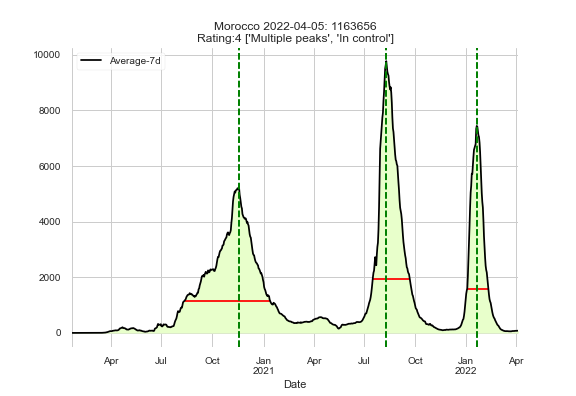 Morocco 2022-04-05: 1163656
Rating:4 ['Multiple peaks', 'In control']
Average-7d
10000
8000
6000
4000
2000
0
Apr Jul Oct Jan Apr Jul Oct Jan Apr
2021 2022
Date